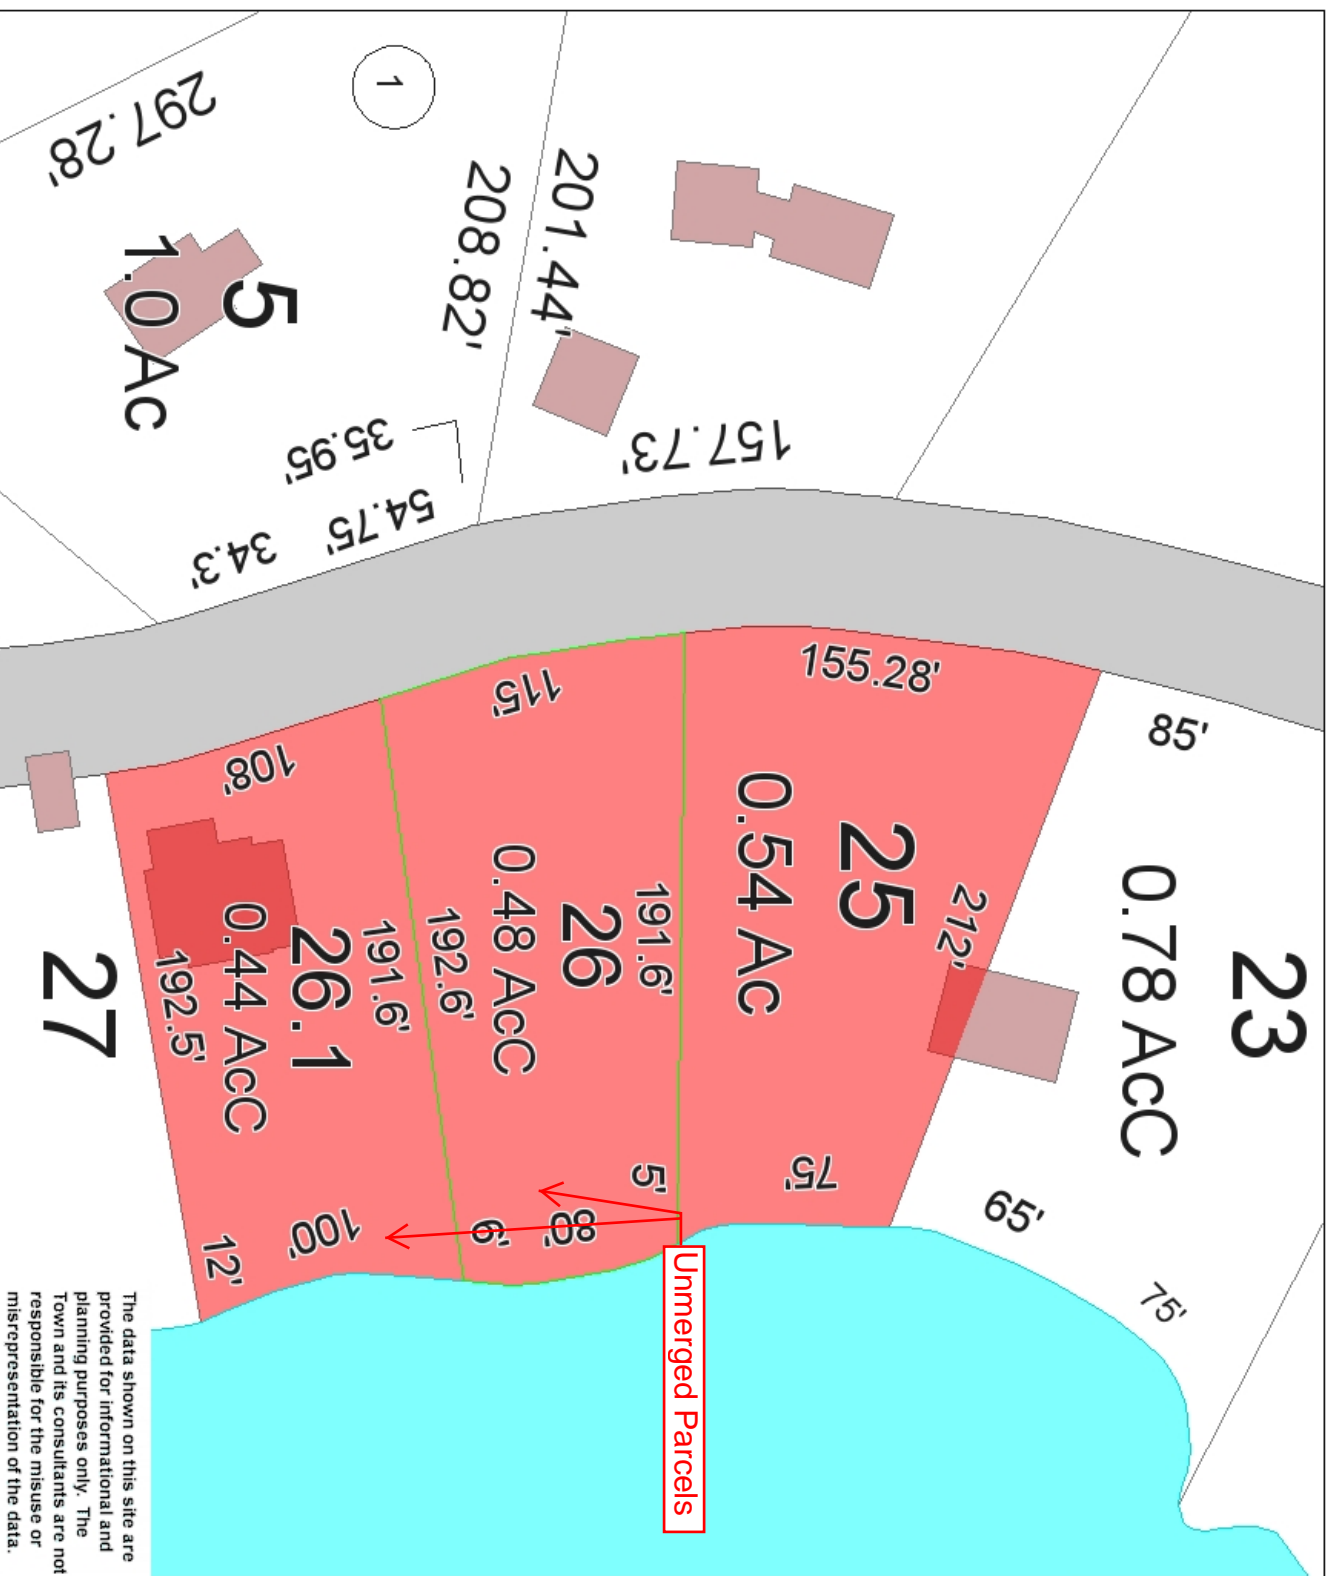 1
297.28'
5
1.0 Ac
208.82'
201.44'
35.95'
54.75'
34.3'
157.73'
155.28'
85'
115'
108'
25
0.54 Ac
212'
23
0.78 AcC
26
0.48 AcC
191.6'
192.6'
26.1
0.44 AcC
191.6'
192.5'
27
5'
75'
65'
75'
80'
6'
100'
12'
Unmerged Parcels
The data shown on this site are
provided for informational and
planning purposes only. The
Town and its consultants are not
responsible for the misuse or
misrepresentation of the data.